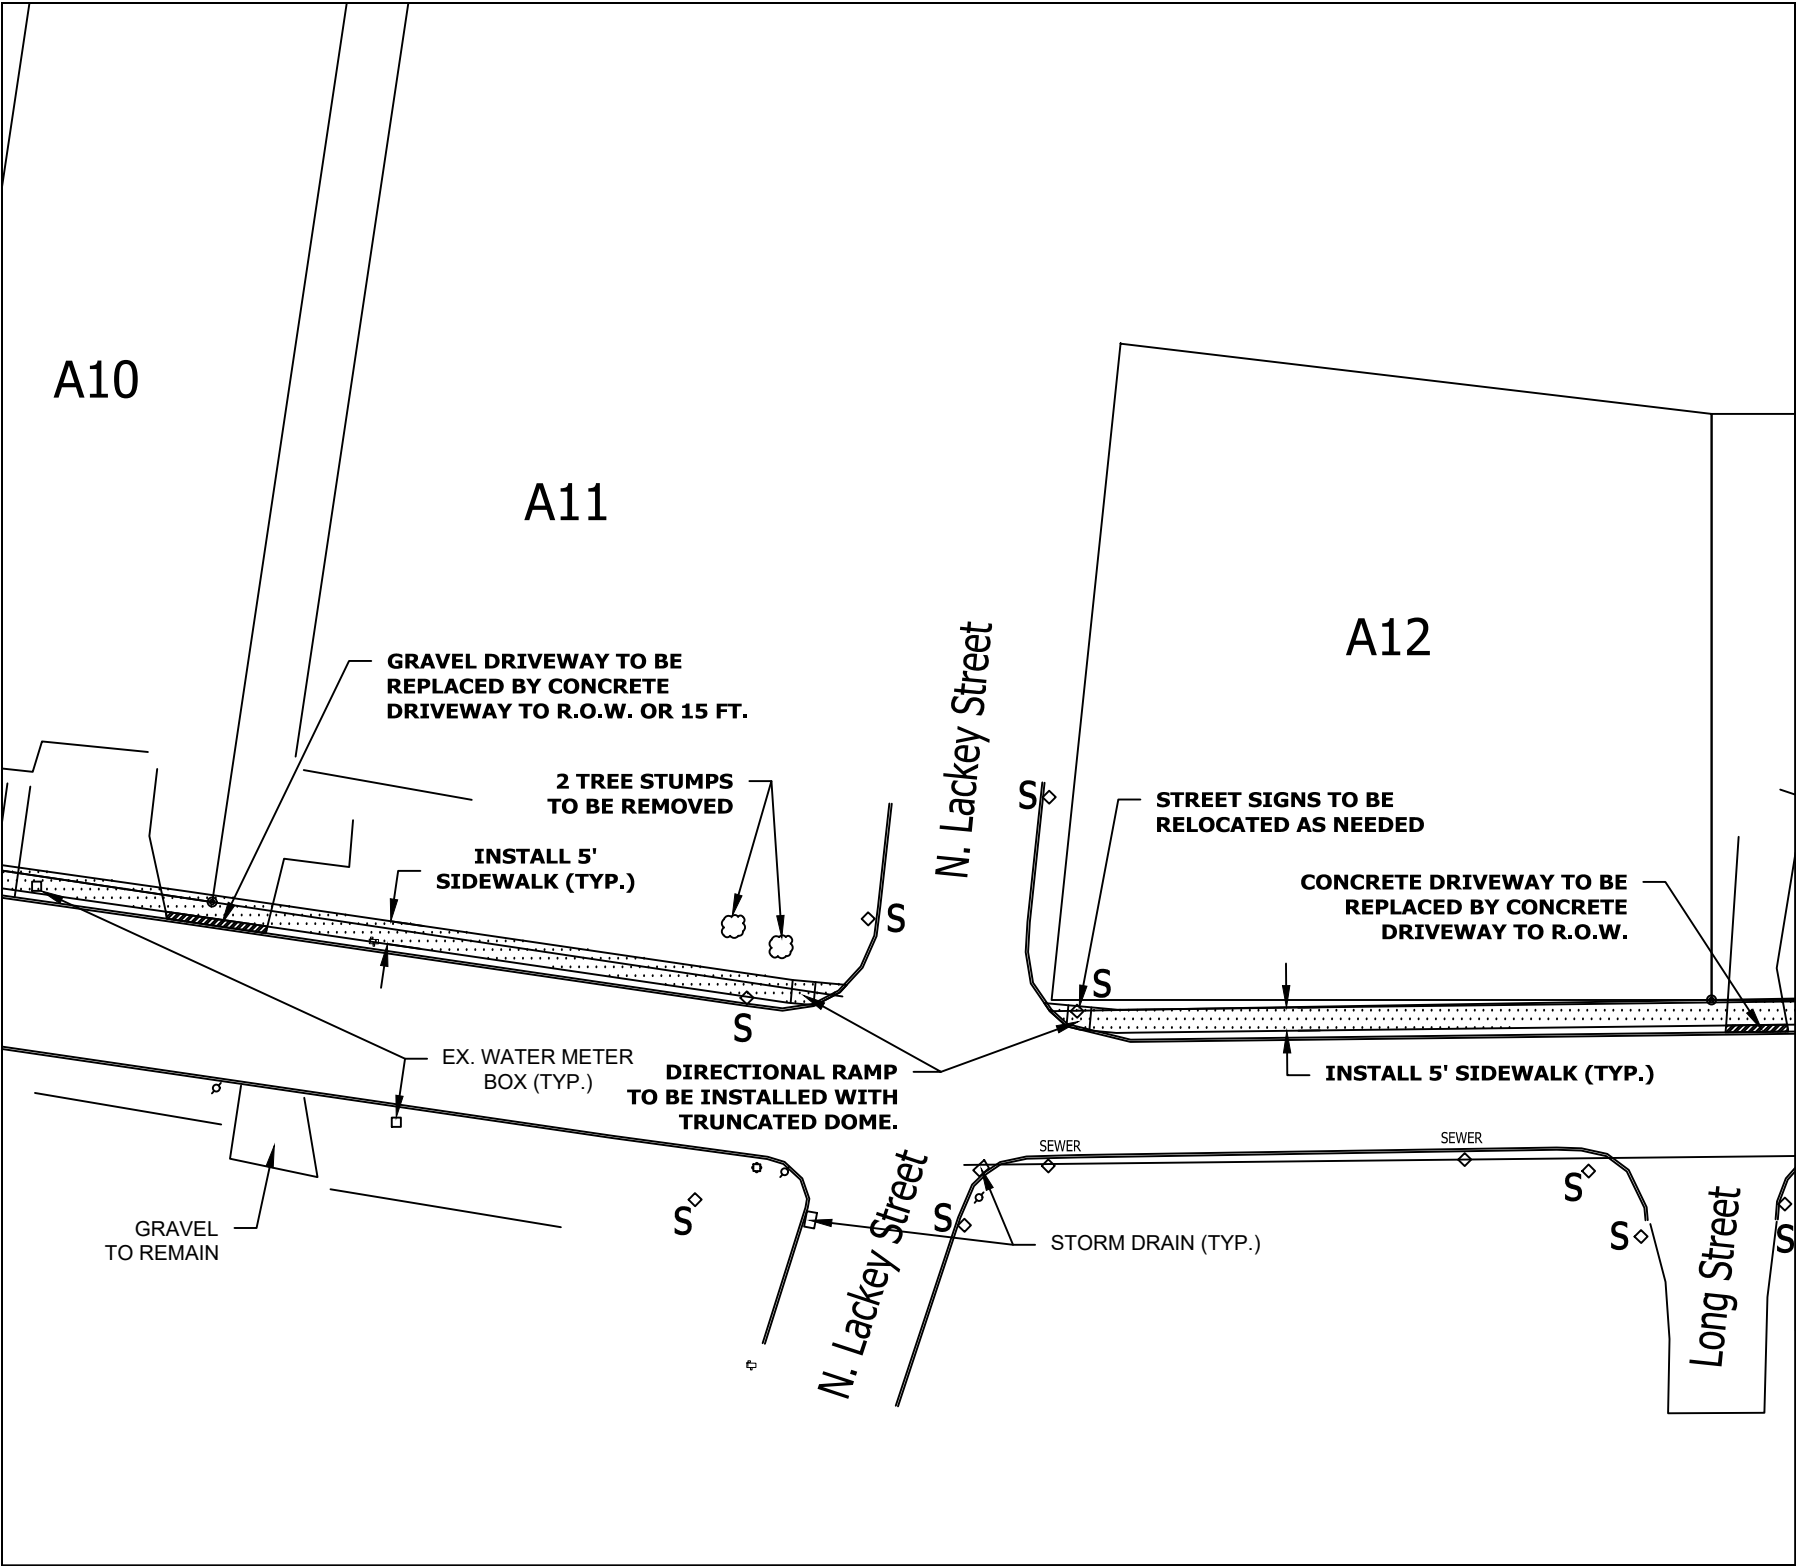 A10
A11
A12
N. Lackey Street
GRAVEL DRIVEWAY TO BE
REPLACED BY CONCRETE
DRIVEWAY TO R.O.W. OR 15 FT.
2 TREE STUMPS
TO BE REMOVED
INSTALL 5'
SIDEWALK (TYP.)
S
STREET SIGNS TO BE
RELOCATED AS NEEDED
CONCRETE DRIVEWAY TO BE
REPLACED BY CONCRETE
DRIVEWAY TO R.O.W.
S
S
S
EX. WATER METER
BOX (TYP.)
DIRECTIONAL RAMP
TO BE INSTALLED WITH
TRUNCATED DOME.
INSTALL 5' SIDEWALK (TYP.)
SEWER
SEWER
GRAVEL
TO REMAIN
S
S
STORM DRAIN (TYP.)
S
S
S
N. Lackey Street
Long Street